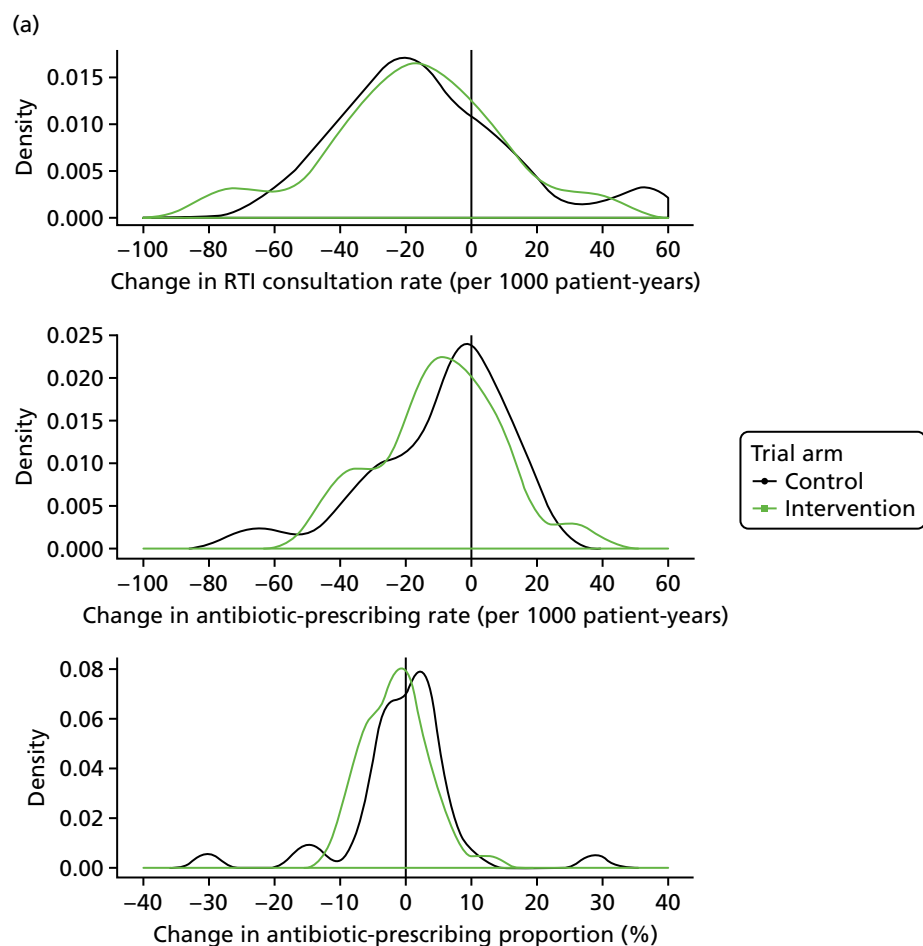 (a)
0.015
0.010
0.005
0.000
Density
−100 −80 −60 −40 −20 0 20 40 60
Change in RTI consultation rate (per 1000 patient-years)
0.025
0.020
0.015
0.010
0.005
0.000
Density
−100 −80 −60 −40 −20 0 20 40 60
Change in antibiotic-prescribing rate (per 1000 patient-years)
Trial arm
Control
Intervention
0.08
0.06
0.04
0.02
0.00
Density
−40 −30 −20 −10 0 10 20 30 40
Change in antibiotic-prescribing proportion (%)